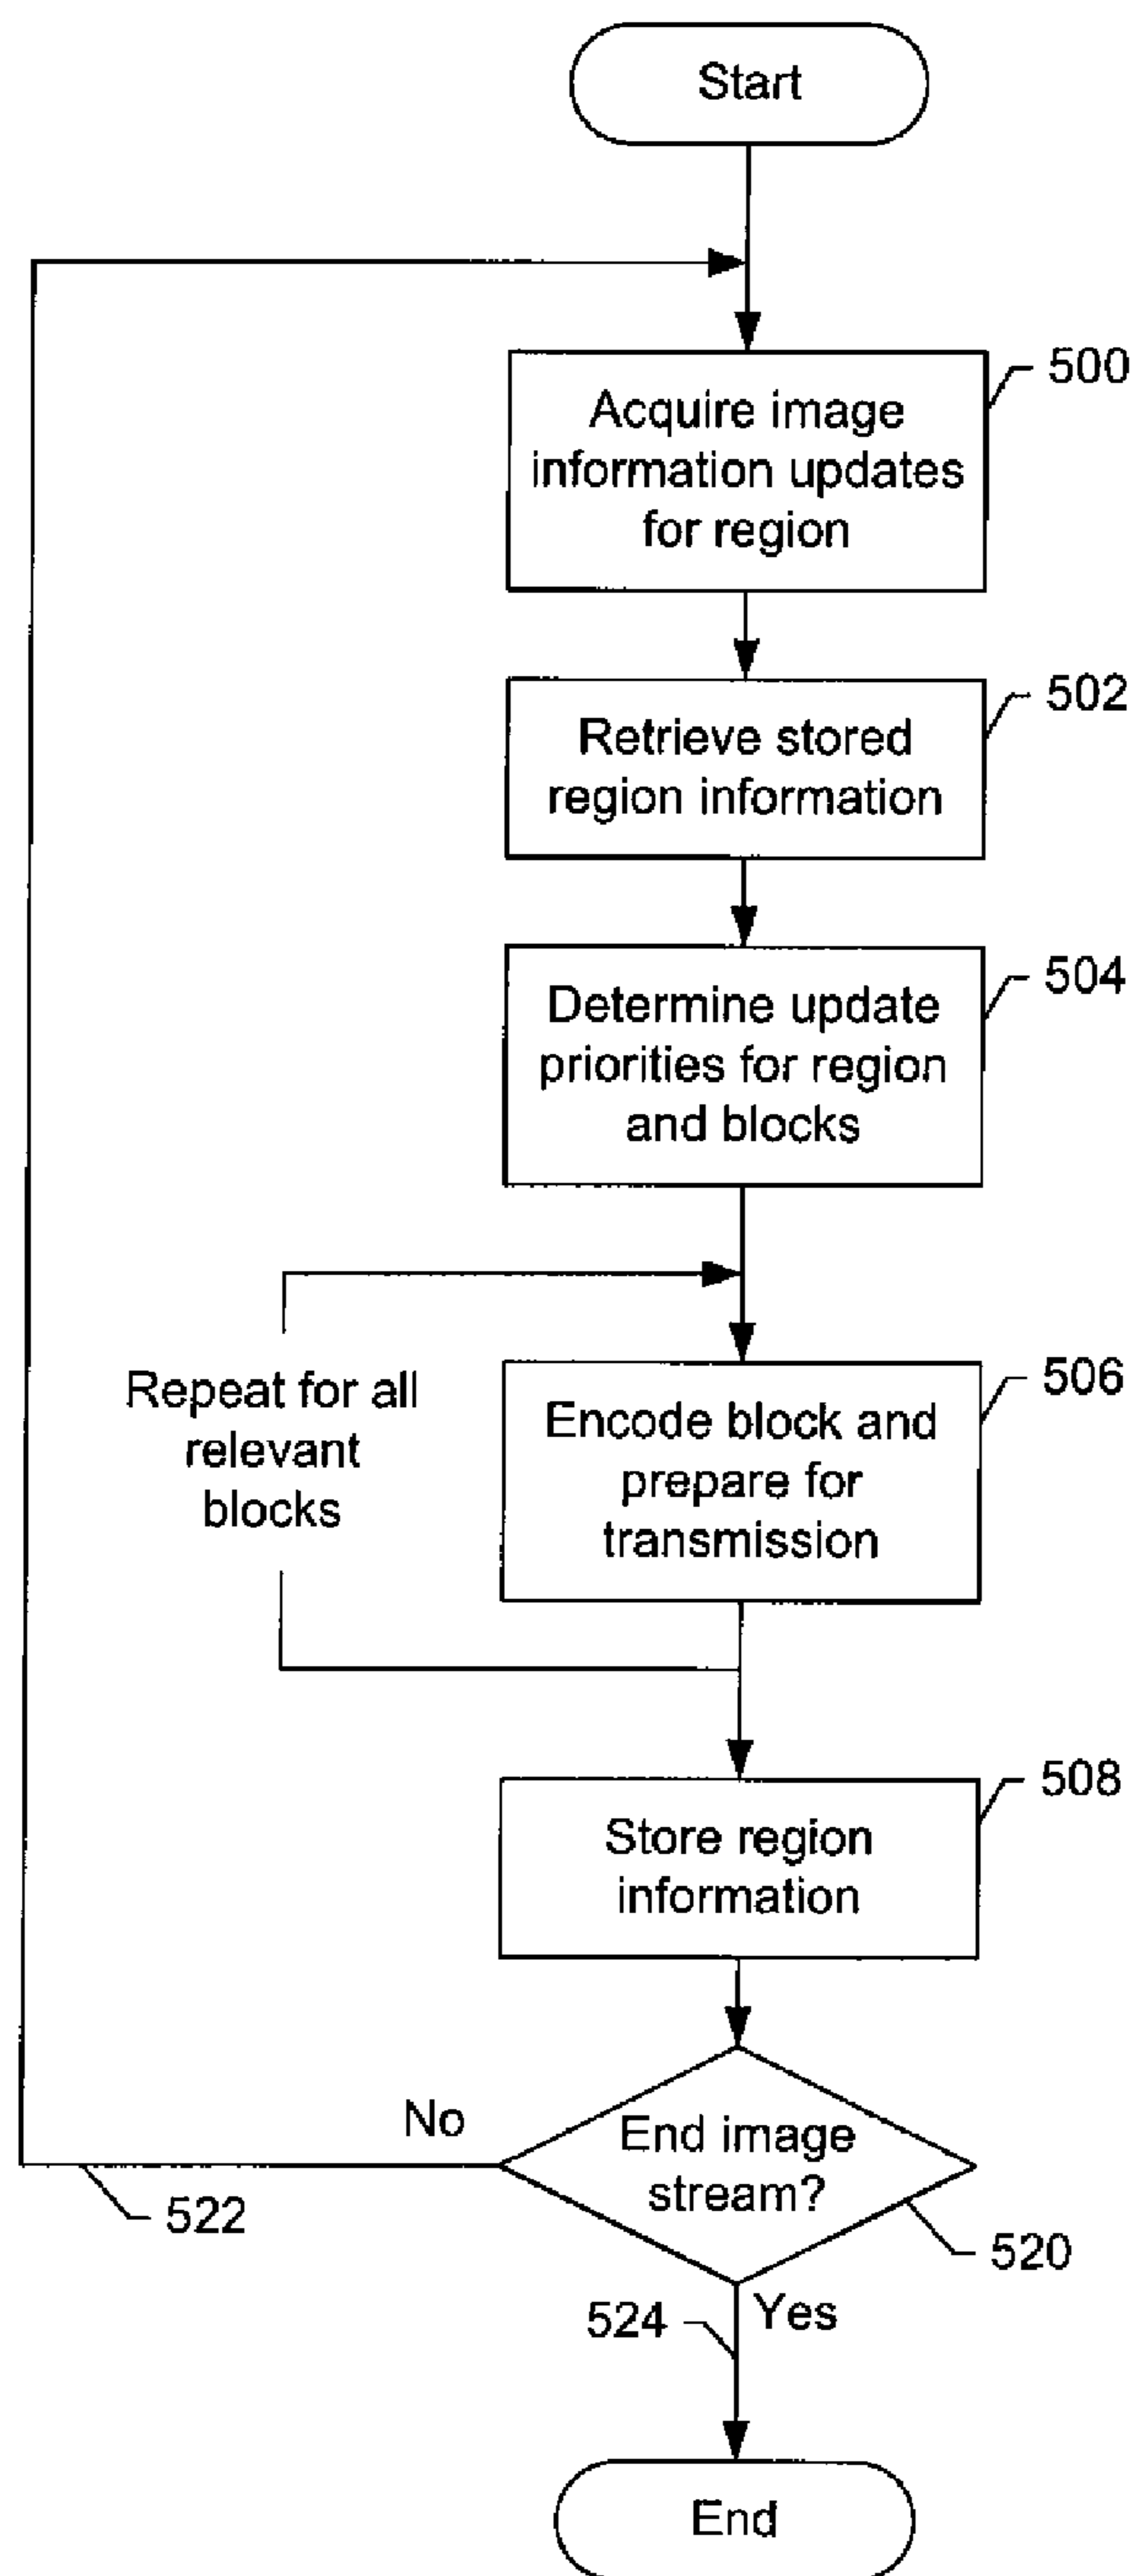 Start
500
Acquire image
information updates
for region
502
Retrieve stored
region information
504
Determine update
priorities for region
and blocks
Repeat for all
relevant
blocks
506
Encode block and
prepare for
transmission
508
Store region
information
No
End image
stream?
522
520
524
Yes
End